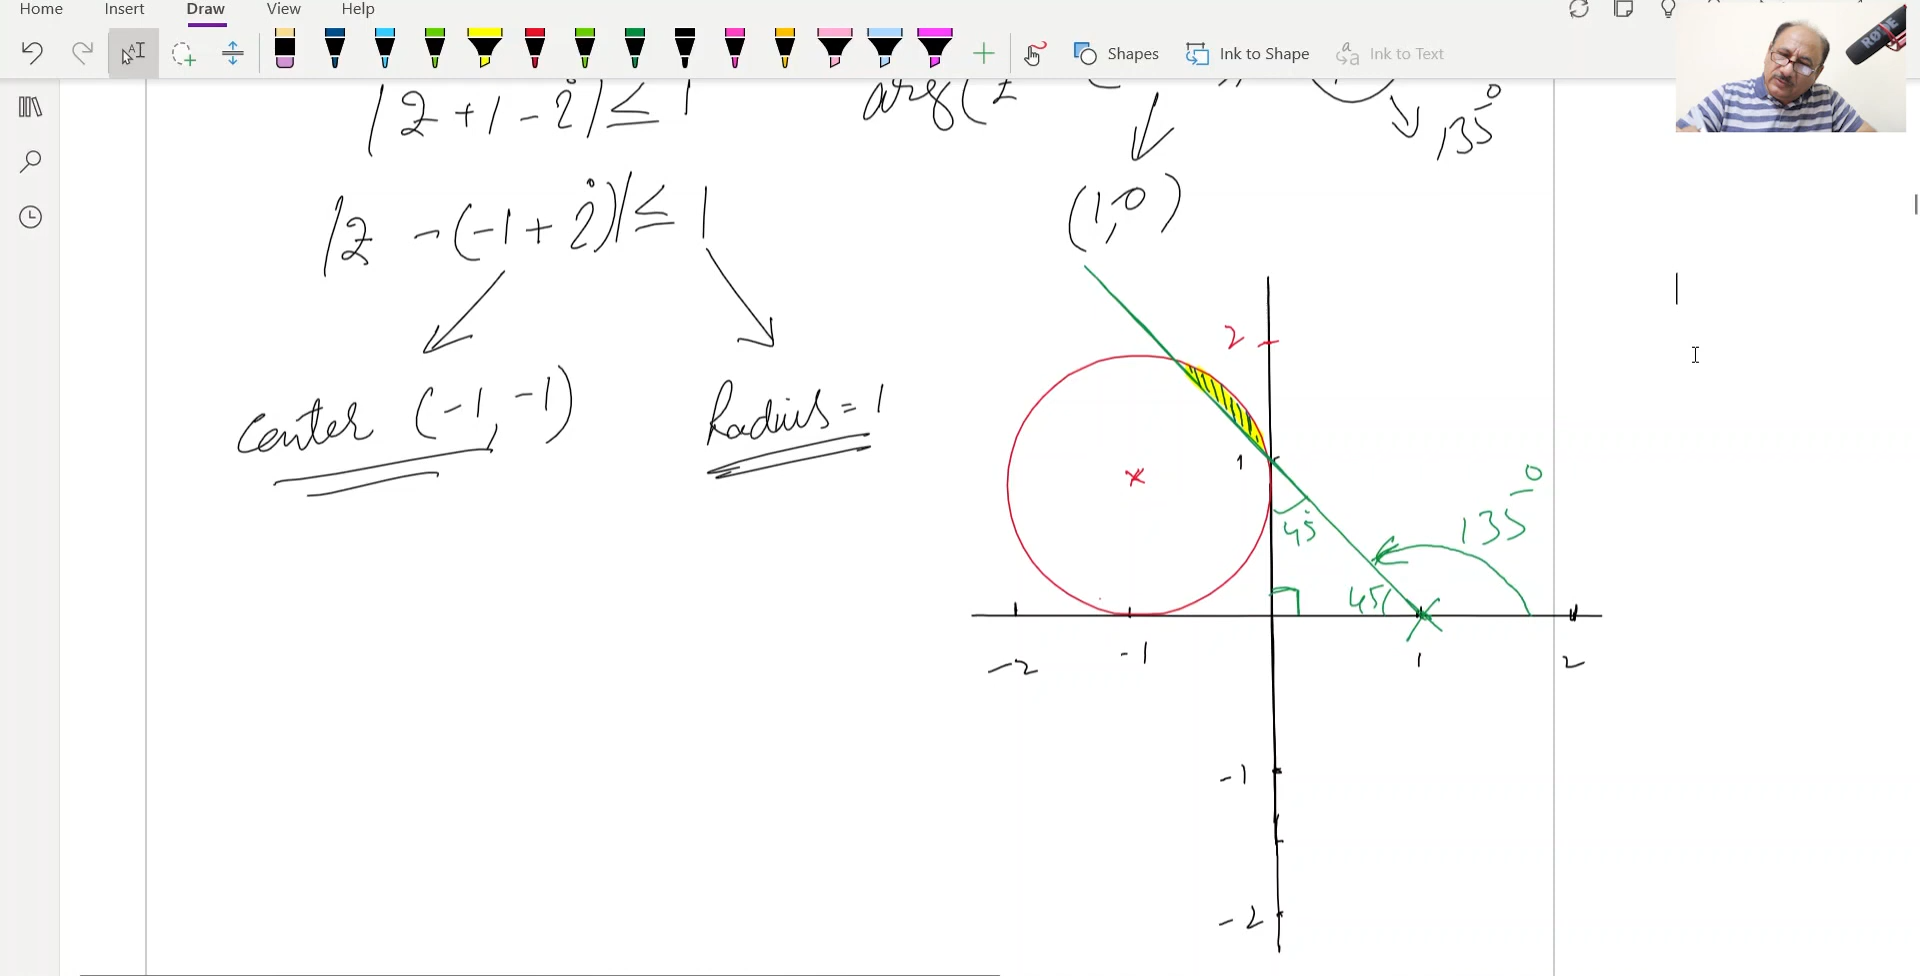 Home Insert Draw View Help
Shapes Ink to Shape Ink to Text
RODE
|z + 1 - i| ≤ 1
arg(z
135°
|z - (-1 + i)| ≤ 1
(1, 0)
center (-1, -1)
Radius = 1
2
1
45
135°
45
-2 -1 1 2
-1
-2